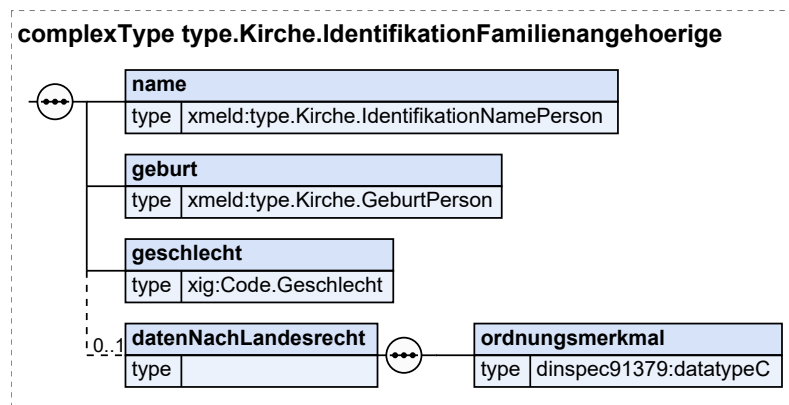 complexType type.Kirche.IdentifikationFamilienangehoerige
name
type xmeld:type.Kirche.IdentifikationNamePerson
geburt
type xmeld:type.Kirche.GeburtPerson
geschlecht
type xig:Code.Geschlecht
0..1 datenNachLandesrecht ordnungsmerkmal
type type dinspec91379:datatypeC